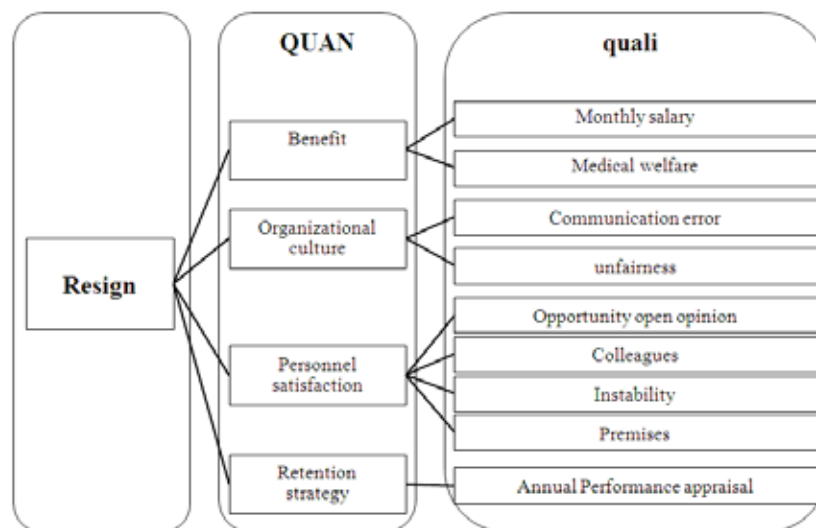 QUAN
quali
Resign
Benefit
Organizational
culture
Personnel
satisfaction
Retention
strategy
Monthly salary
Medical welfare
Communication error
unfairness
Opportunity open opinion
Colleagues
Instability
Premises
Annual Performance appraisal